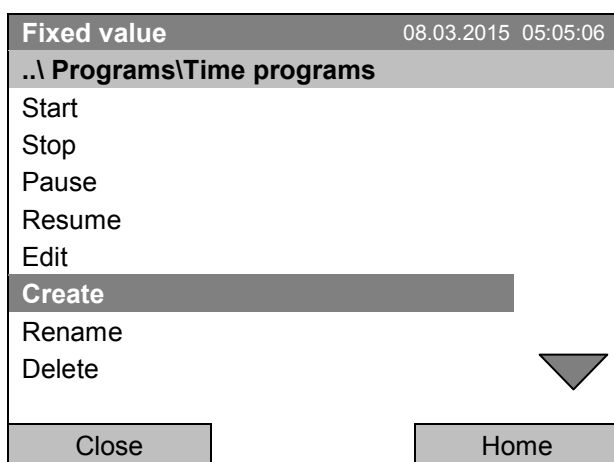 Fixed value 08.03.2015 05:05:06
..\ Programs\Time programs
Start
Stop
Pause
Resume
Edit
Create
Rename
Delete
Close Home